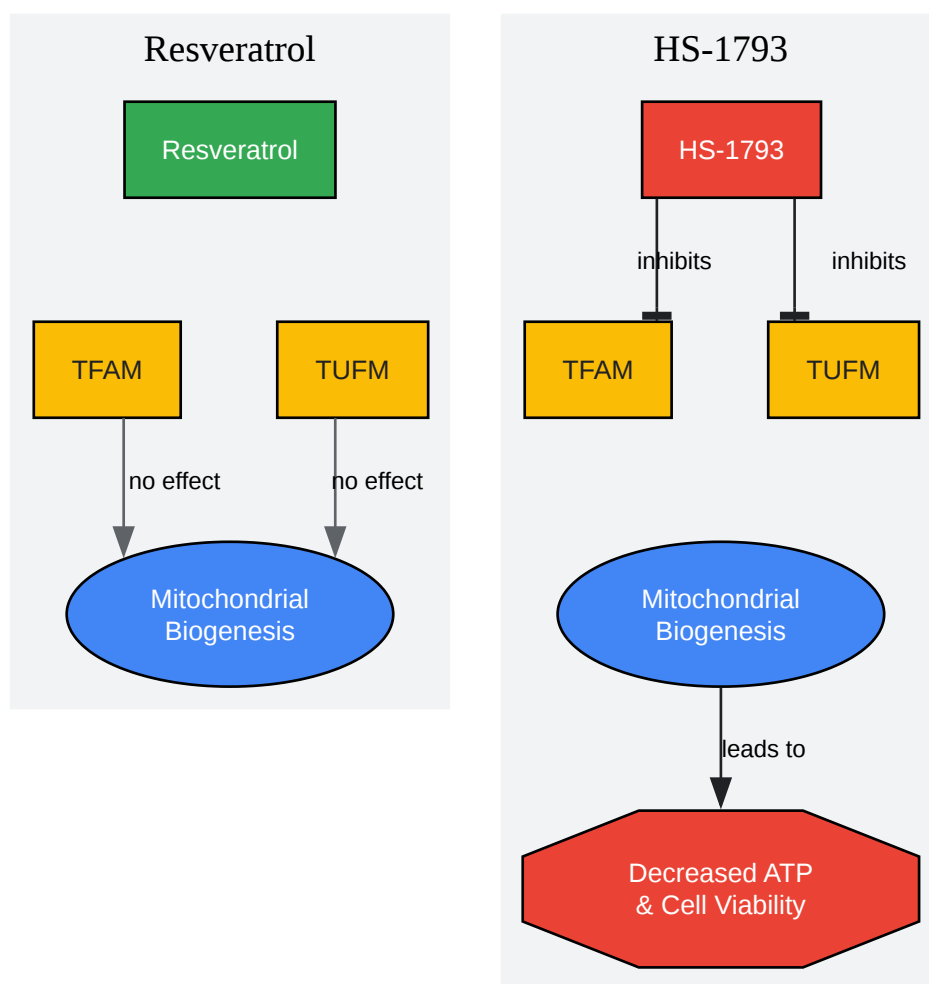 Resveratrol
Resveratrol
TFAM
TUFM
no effect
no effect
Mitochondrial
Biogenesis
HS-1793
HS-1793
inhibits
inhibits
TFAM
TUFM
Mitochondrial
Biogenesis
leads to
Decreased ATP
& Cell Viability